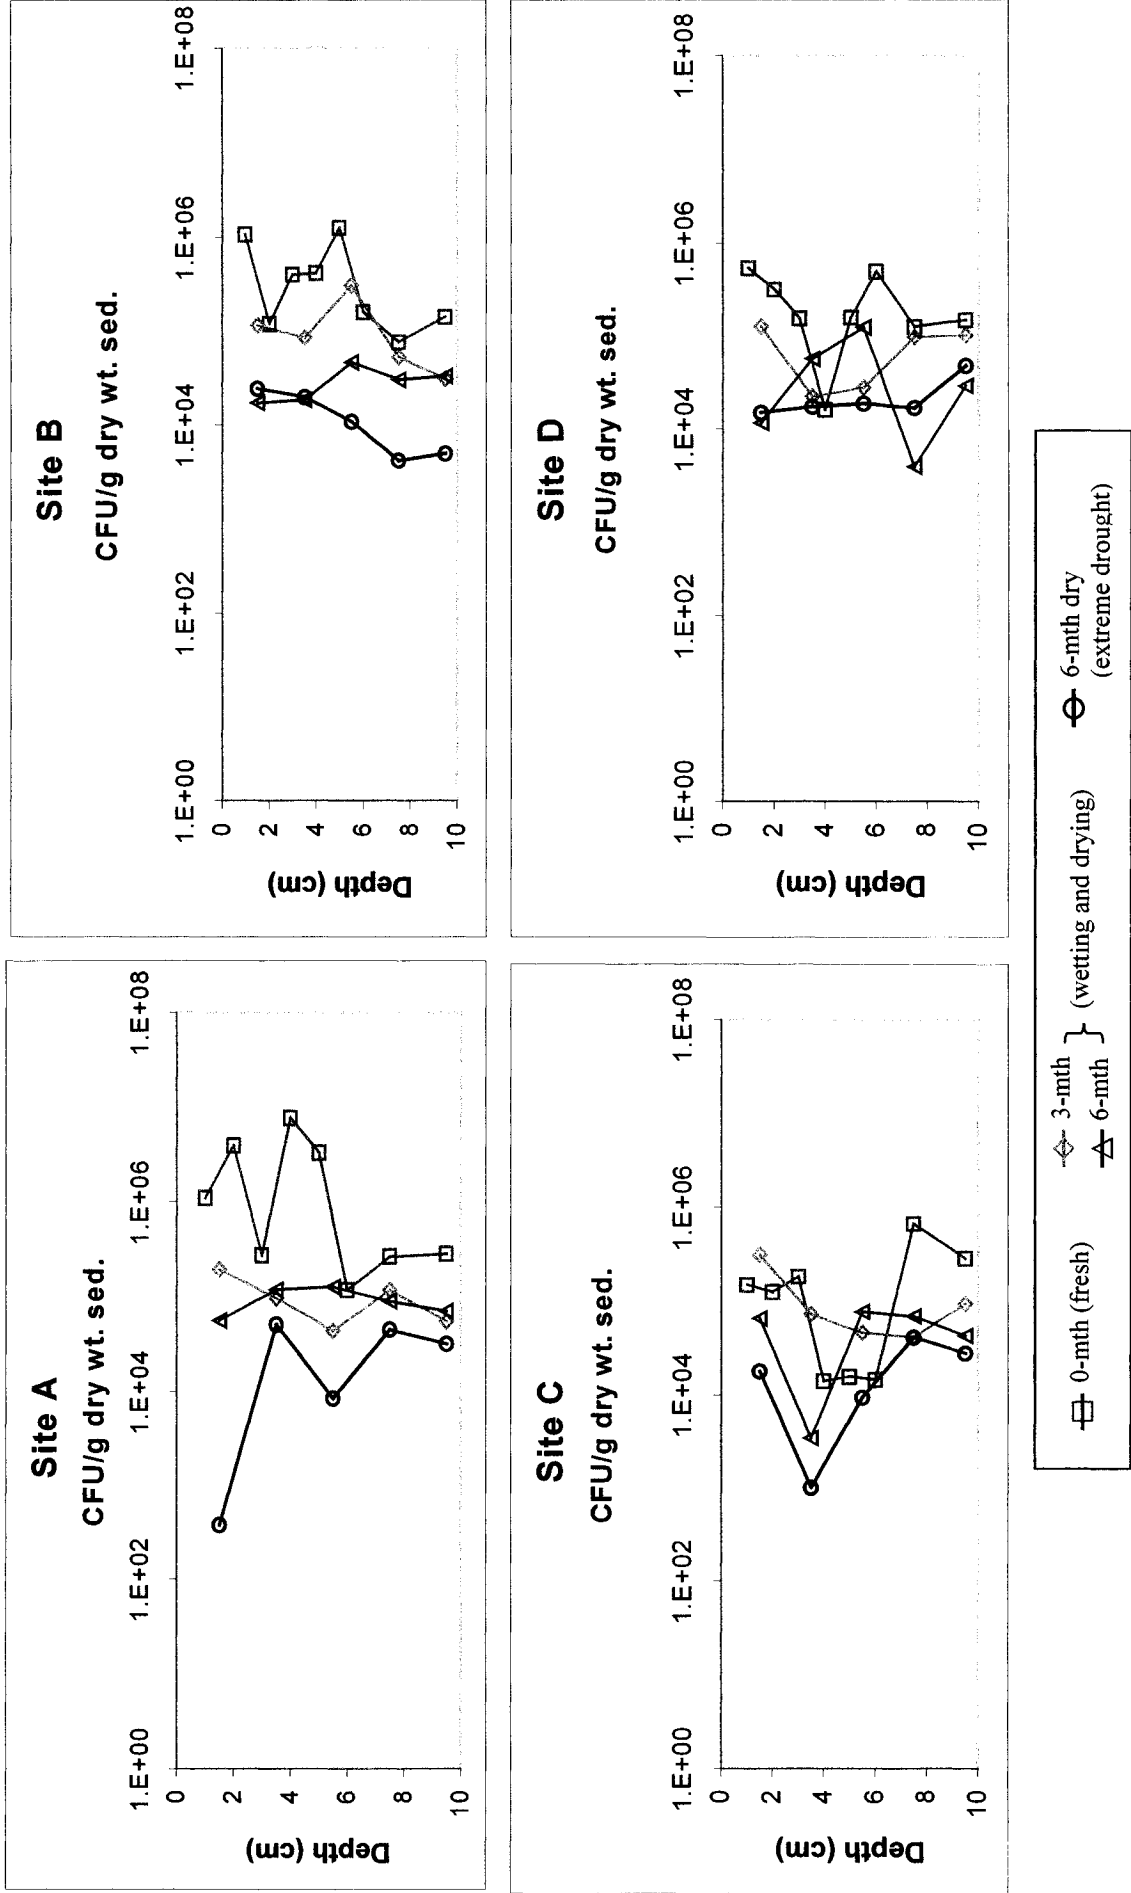 Site A
CFU/g dry wt. sed.
1.E+00 1.E+02 1.E+04 1.E+06 1.E+08
0
2
4
6
8
10
Depth (cm)
Site B
CFU/g dry wt. sed.
1.E+00 1.E+02 1.E+04 1.E+06 1.E+08
0
2
4
6
8
10
Depth (cm)
Site C
CFU/g dry wt. sed.
1.E+00 1.E+02 1.E+04 1.E+06 1.E+08
0
2
4
6
8
10
Depth (cm)
Site D
CFU/g dry wt. sed.
1.E+00 1.E+02 1.E+04 1.E+06 1.E+08
0
2
4
6
8
10
Depth (cm)
0-mth (fresh)
3-mth
6-mth
(wetting and drying)
6-mth dry
(extreme drought)